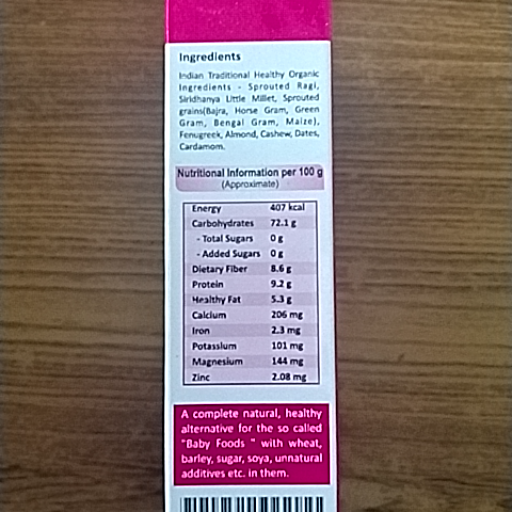 Ingredients
Indian Traditional Healthy Organic
Ingredients - Sprouted Ragi,
Siridhanya Little Millet, Sprouted
grains(Bajra, Horse Gram, Green
Gram, Bengal Gram, Maize),
Fenugreek, Almond, Cashew, Dates,
Cardamom.
Nutritional Information per 100 g
(Approximate)
Energy 407 kcal
Carbohydrates 72.1 g
- Total Sugars 0 g
- Added Sugars 0 g
Dietary Fiber 8.6 g
Protein 9.2 g
Healthy Fat 5.3 g
Calcium 206 mg
Iron 2.3 mg
Potassium 101 mg
Magnesium 144 mg
Zinc 2.08 mg
A complete natural, healthy
alternative for the so called
"Baby Foods " with wheat,
barley, sugar, soya, unnatural
additives etc. in them.